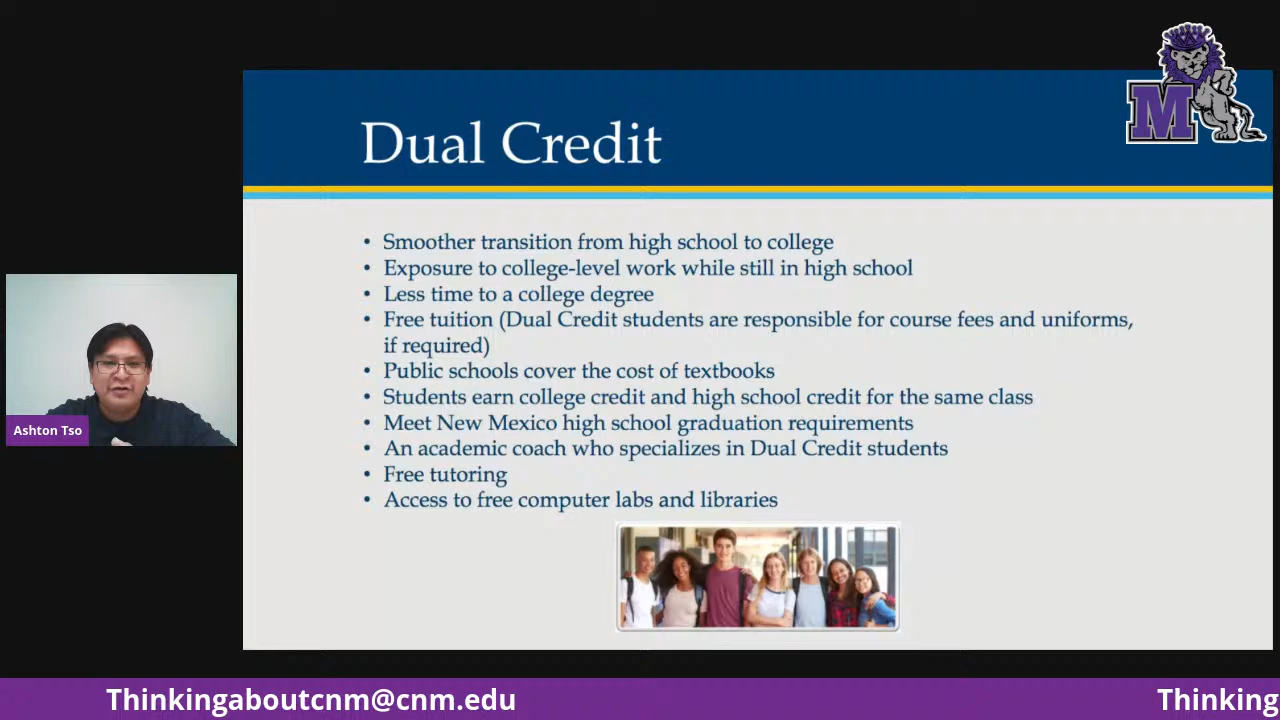 M
Dual Credit
• Smoother transition from high school to college
• Exposure to college-level work while still in high school
• Less time to a college degree
• Free tuition (Dual Credit students are responsible for course fees and uniforms,
if required)
• Public schools cover the cost of textbooks
• Students earn college credit and high school credit for the same class
• Meet New Mexico high school graduation requirements
• An academic coach who specializes in Dual Credit students
• Free tutoring
• Access to free computer labs and libraries
Ashton Tso
Thinkingaboutcnm@cnm.edu
Thinking